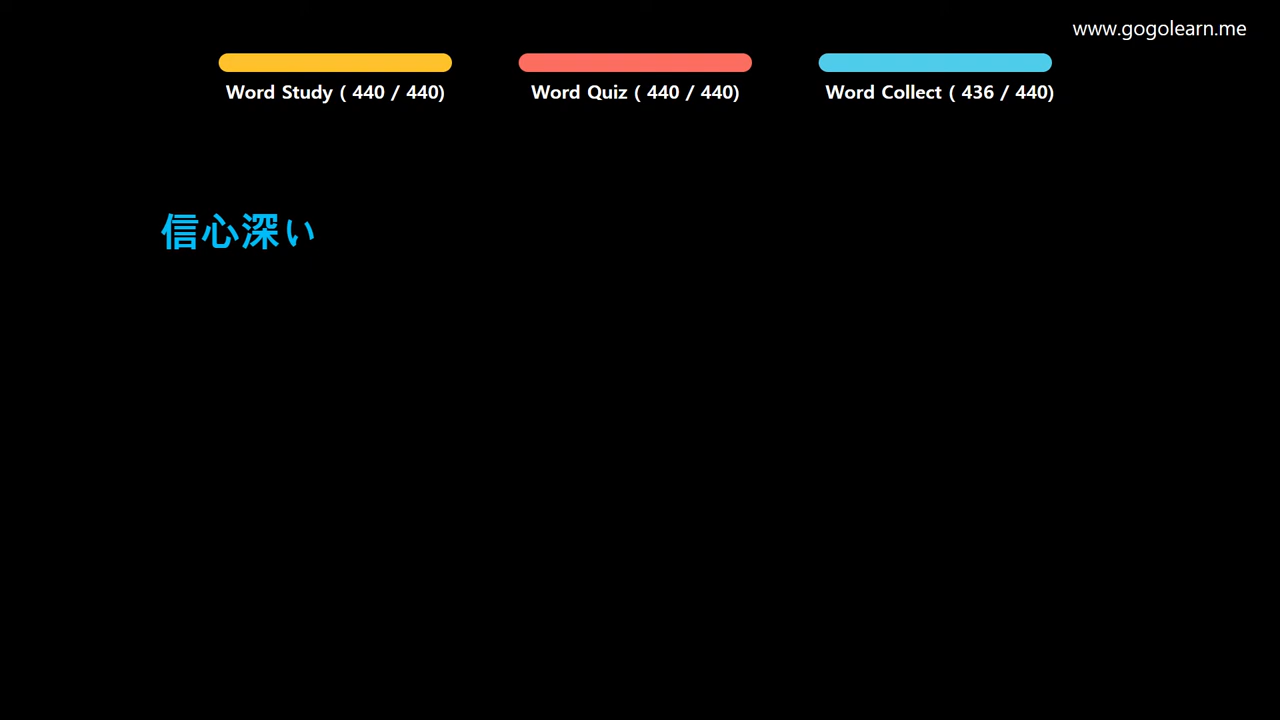 www.gogolearn.me
Word Study ( 440 / 440)
Word Quiz ( 440 / 440)
Word Collect ( 436 / 440)
信心深い